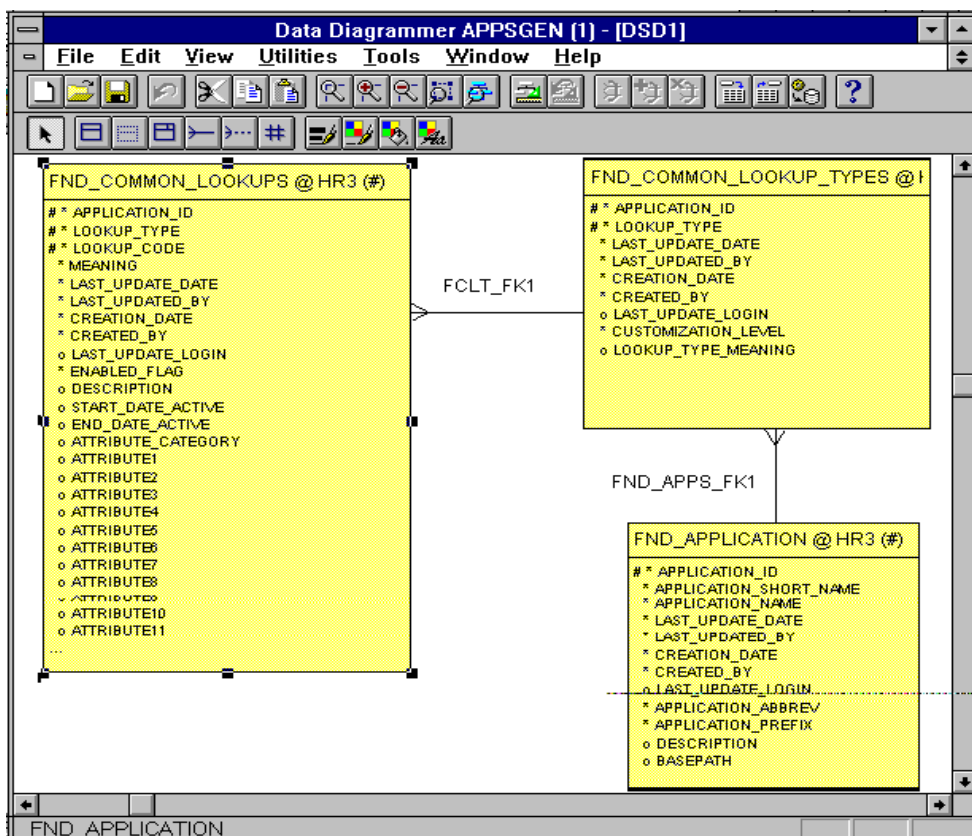 Data Diagrammer APPSGEN (1) - [DSD1]
File Edit View Utilities Tools Window Help
FND_COMMON_LOOKUPS @ HR3 (#)
# * APPLICATION_ID
# * LOOKUP_TYPE
# * LOOKUP_CODE
* MEANING
* LAST_UPDATE_DATE
* LAST_UPDATED_BY
* CREATION_DATE
* CREATED_BY
o LAST_UPDATE_LOGIN
* ENABLED_FLAG
o DESCRIPTION
o START_DATE_ACTIVE
o END_DATE_ACTIVE
o ATTRIBUTE_CATEGORY
o ATTRIBUTE1
o ATTRIBUTE2
o ATTRIBUTE3
o ATTRIBUTE4
o ATTRIBUTE5
o ATTRIBUTE6
o ATTRIBUTE7
o ATTRIBUTE8
o ATTRIBUTE9
o ATTRIBUTE10
o ATTRIBUTE11
...
FCLT_FK1
FND_COMMON_LOOKUP_TYPES @ H
# * APPLICATION_ID
# * LOOKUP_TYPE
* LAST_UPDATE_DATE
* LAST_UPDATED_BY
* CREATION_DATE
* CREATED_BY
o LAST_UPDATE_LOGIN
* CUSTOMIZATION_LEVEL
o LOOKUP_TYPE_MEANING
FND_APPS_FK1
FND_APPLICATION @ HR3 (#)
# * APPLICATION_ID
* APPLICATION_SHORT_NAME
* APPLICATION_NAME
* LAST_UPDATE_DATE
* LAST_UPDATED_BY
* CREATION_DATE
* CREATED_BY
o LAST_UPDATE_LOGIN
* APPLICATION_ABBREV
* APPLICATION_PREFIX
o DESCRIPTION
o BASEPATH
FND_APPLICATION